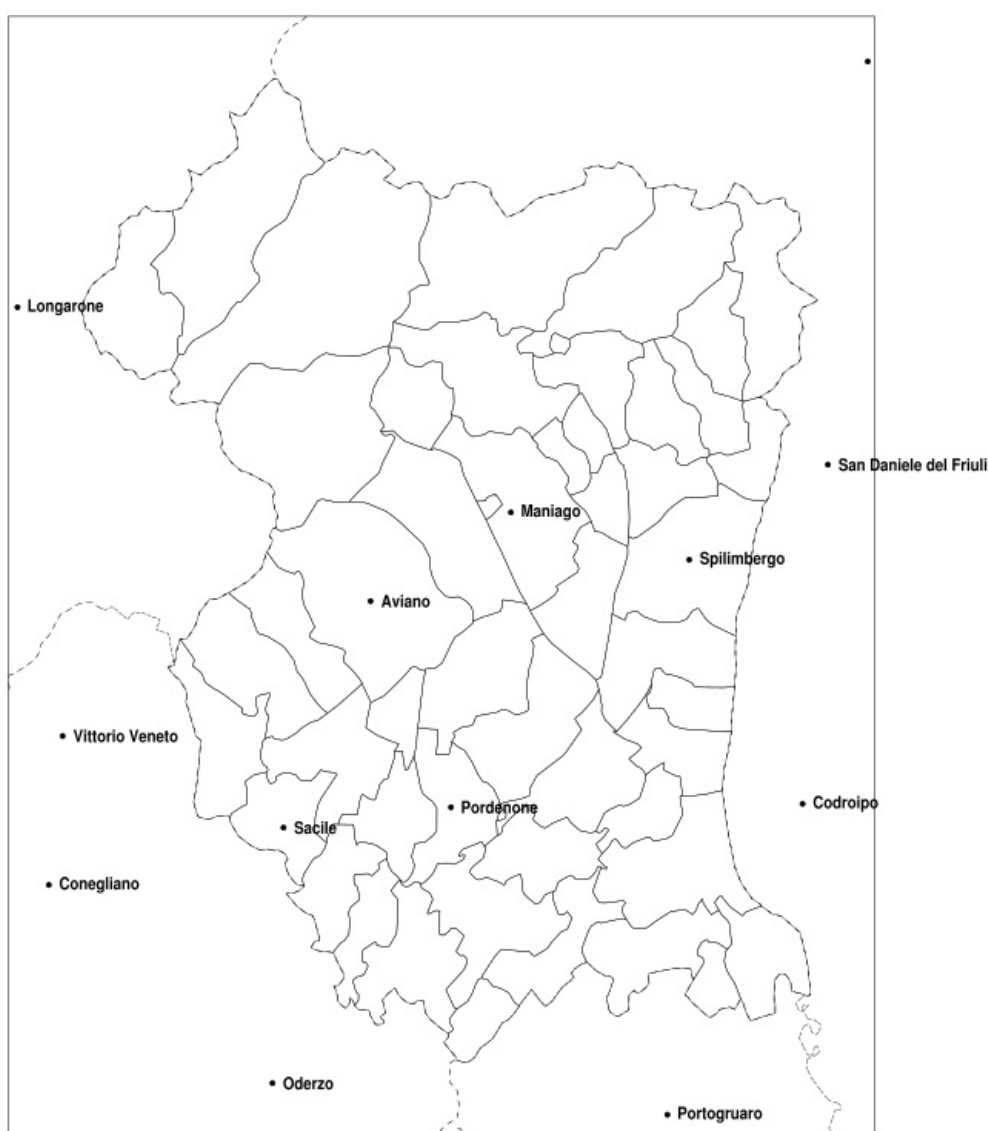 Longarone
San Daniele del Friuli
Maniago
Spilimbergo
Aviano
Vittorio Veneto
Codroipo
Pordenone
Sacile
Conegliano
Oderzo
Portogruaro